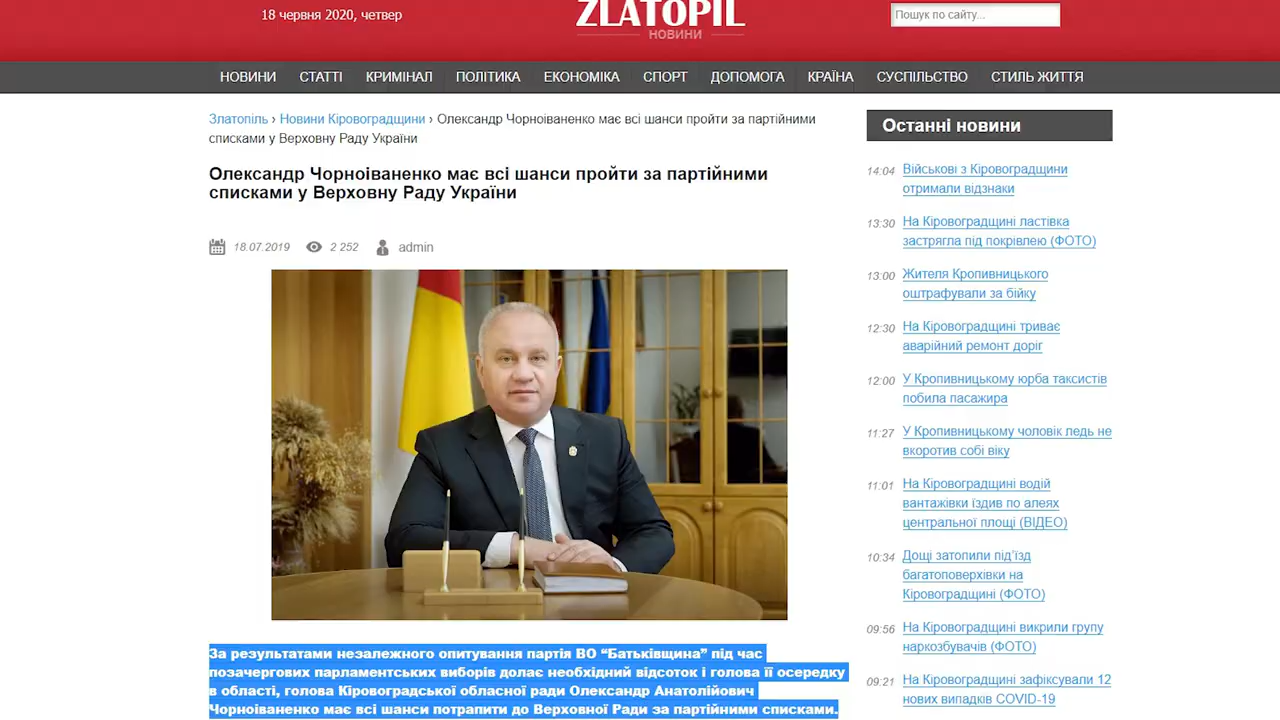 18 червня 2020, четвер
ZLATOPIL
НОВИНИ
Пошук по сайту...
НОВИНИ СТАТТІ КРИМІНАЛ ПОЛІТИКА ЕКОНОМІКА СПОРТ ДОПОМОГА КРАЇНА СУСПІЛЬСТВО СТИЛЬ ЖИТТЯ
Златопіль › Новини Кіровоградщини › Олександр Чорноіваненко має всі шанси пройти за партійними
списками у Верховну Раду України
Олександр Чорноіваненко має всі шанси пройти за партійними
списками у Верховну Раду України
18.07.2019 2 252 admin
За результатами незалежного опитування партія ВО “Батьківщина” під час
позачергових парламентських виборів долає необхідний відсоток і голова її осередку
в області, голова Кіровоградської обласної ради Олександр Анатолійович
Чорноіваненко має всі шанси потрапити до Верховної Ради за партійними списками.
Останні новини
14:04 Військові з Кіровоградщини
отримали відзнаки
13:30 На Кіровоградщині ластівка
застрягла під покрівлею (ФОТО)
13:00 Жителя Кропивницького
оштрафували за бійку
12:30 На Кіровоградщині триває
аварійний ремонт доріг
12:00 У Кропивницькому юрба таксистів
побила пасажира
11:27 У Кропивницькому чоловік ледь не
вкоротив собі віку
11:01 На Кіровоградщині водій
вантажівки їздив по алеях
центральної площі (ВІДЕО)
10:34 Дощі затопили під’їзд
багатоповерхівки на
Кіровоградщині (ФОТО)
09:56 На Кіровоградщині викрили групу
наркозбувачів (ФОТО)
09:21 На Кіровоградщині зафіксували 12
нових випадків COVID-19